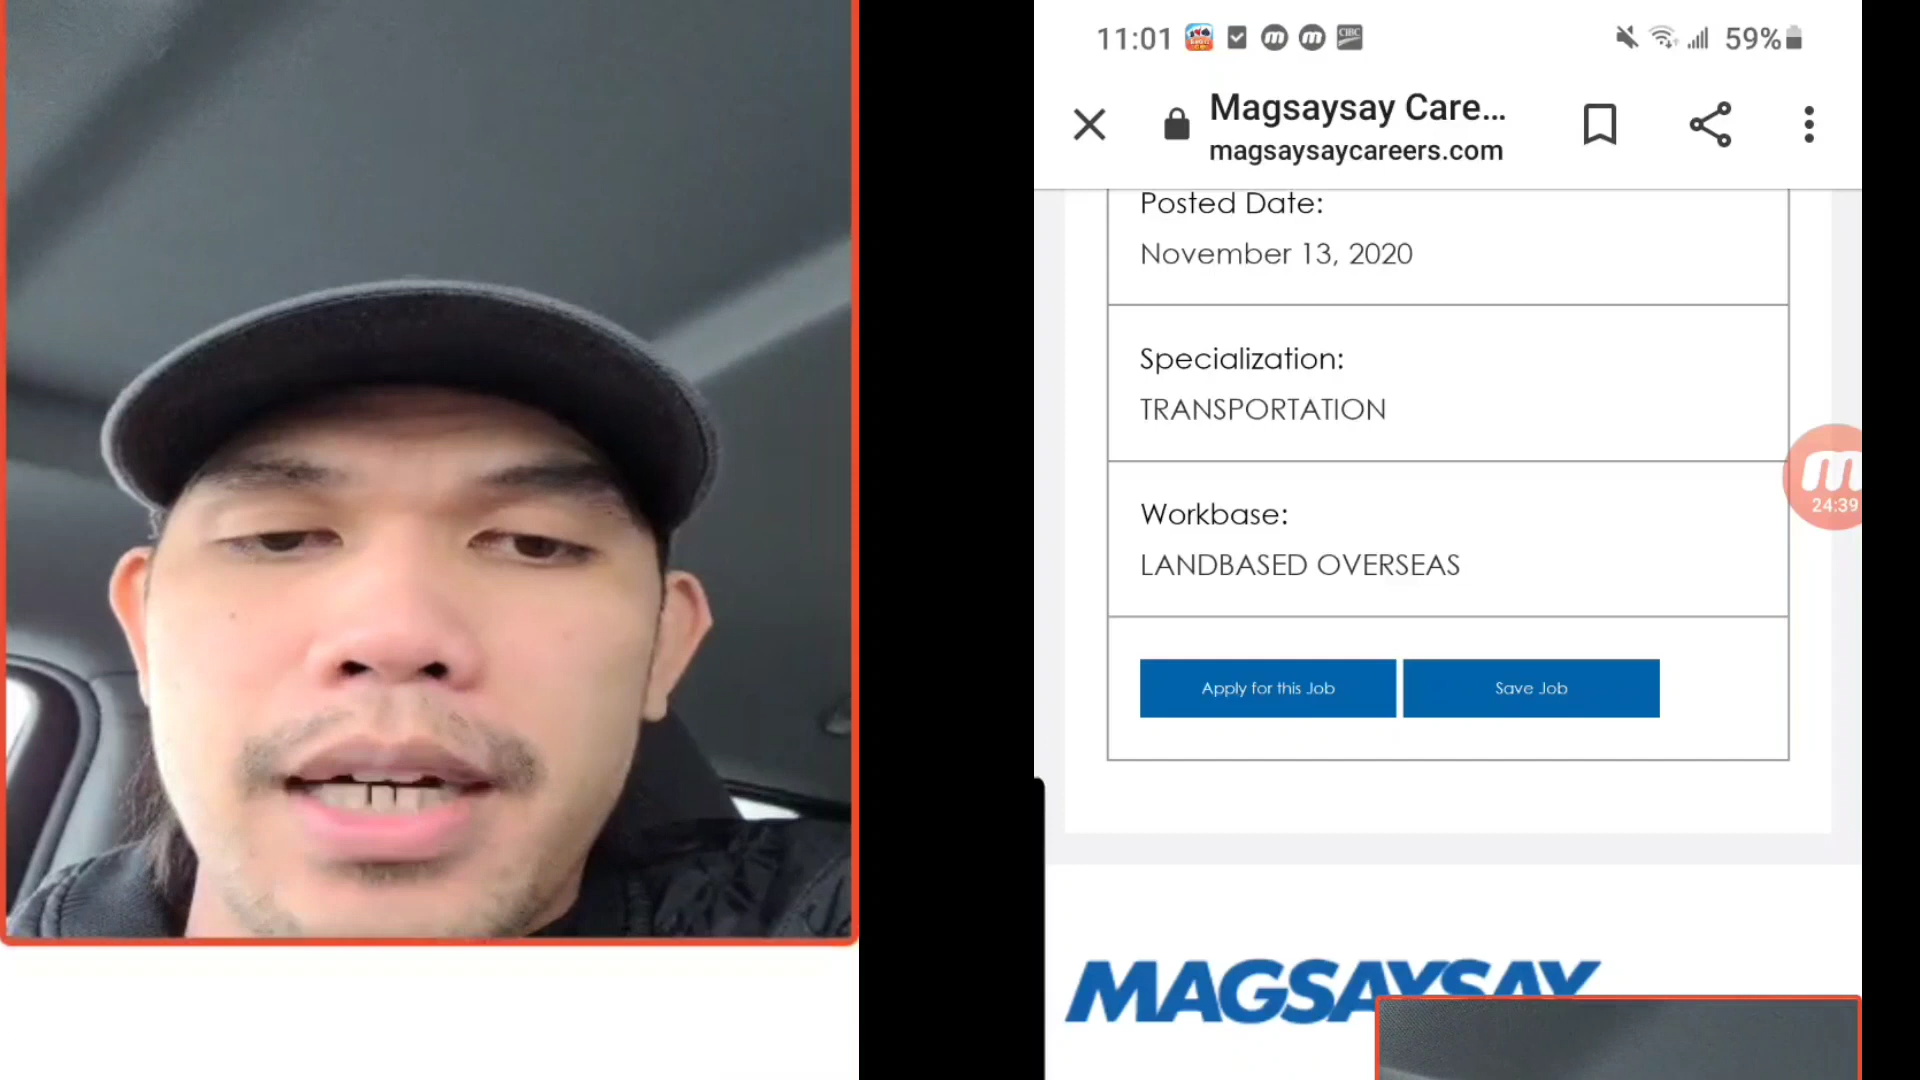 11:01
59%
Magsaysay Care...
magsaysaycareers.com
Posted Date:
November 13, 2020
Specialization:
TRANSPORTATION
24:39
Workbase:
LANDBASED OVERSEAS
Apply for this Job
Save Job
MAGSAYSAY